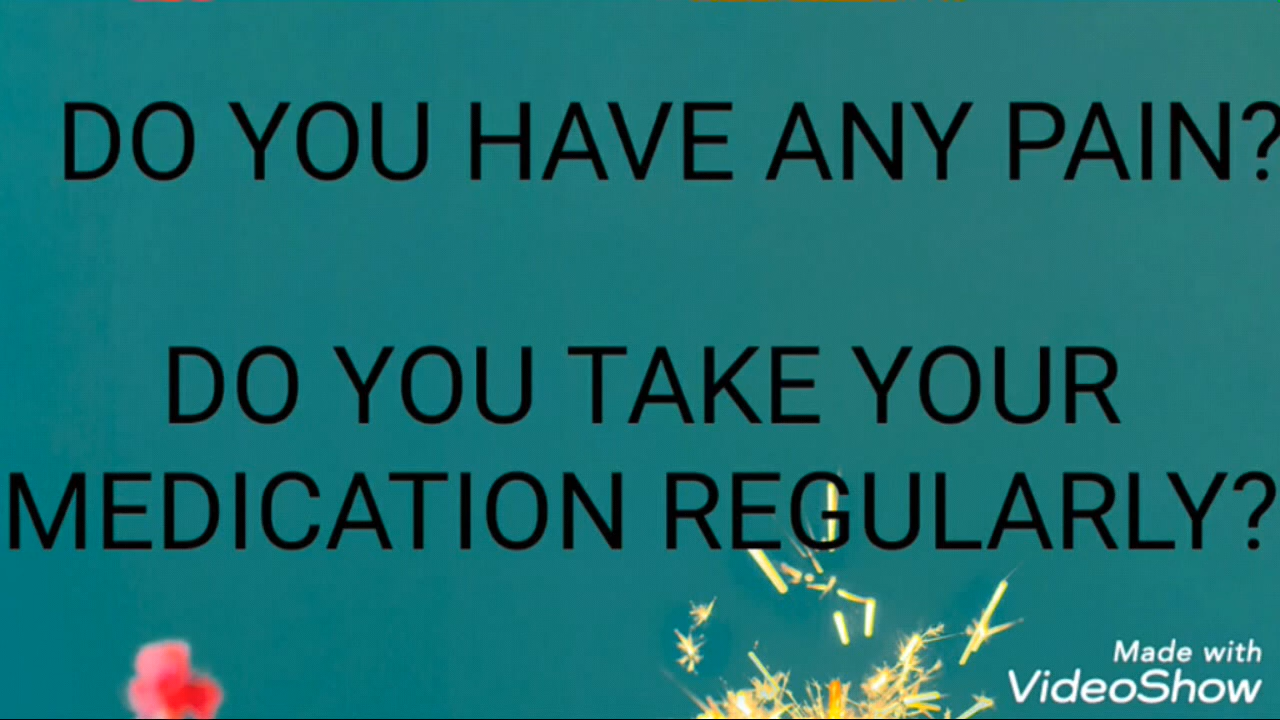 DO YOU HAVE ANY PAIN?
DO YOU TAKE YOUR
MEDICATION REGULARLY?
Made with
VideoShow